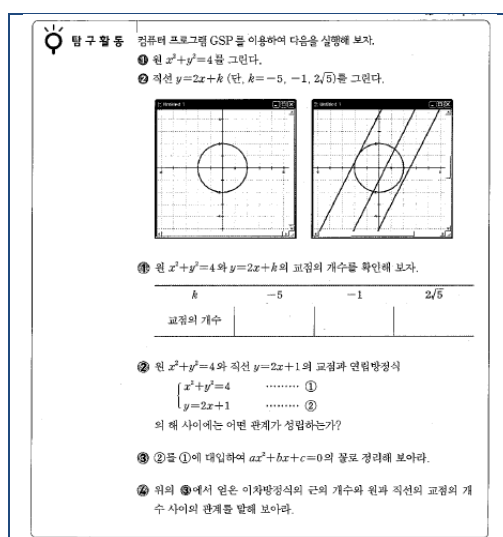 탐구활동 컴퓨터 프로그램 GSP를 이용하여 다음을 실행해 보자.
❶ 원 x²+y²=4를 그린다.
❷ 직선 y=2x+k (단, k=-5, -1, 2√5)를 그린다.
Untitled 1
Untitled 1
❶ 원 x²+y²=4와 y=2x+k의 교점의 개수를 확인해 보자.
k -5 -1 2√5
교점의 개수
❷ 원 x²+y²=4와 직선 y=2x+1의 교점과 연립방정식
x²+y²=4 ········· ①
y=2x+1 ········· ②
의 해 사이에는 어떤 관계가 성립하는가?
❸ ②를 ①에 대입하여 ax²+bx+c=0의 꼴로 정리해 보아라.
❹ 위의 ❸에서 얻은 이차방정식의 근의 개수와 원과 직선의 교점의 개
수 사이의 관계를 말해 보아라.